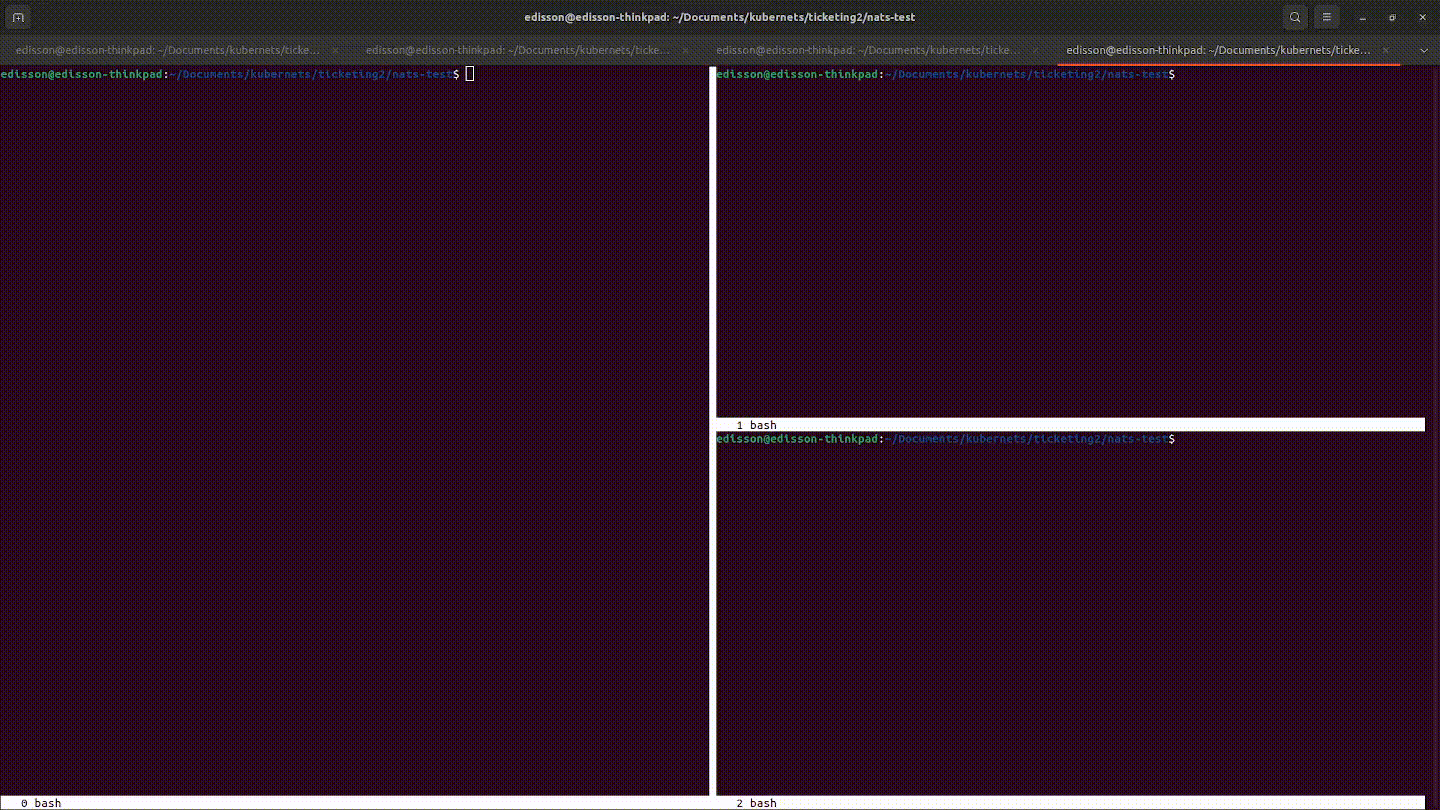 edisson@edisson-thinkpad: ~/Documents/kubernets/ticketing2/nats-test
edisson@edisson-thinkpad: ~/Documents/kubernets/ticke...
edisson@edisson-thinkpad: ~/Documents/kubernets/ticke...
edisson@edisson-thinkpad: ~/Documents/kubernets/ticke...
edisson@edisson-thinkpad: ~/Documents/kubernets/ticke...
edisson@edisson-thinkpad:~/Documents/kubernets/ticketing2/nats-test$
edisson@edisson-thinkpad:~/Documents/kubernets/ticketing2/nats-test$
1 bash
edisson@edisson-thinkpad:~/Documents/kubernets/ticketing2/nats-test$
0 bash
2 bash